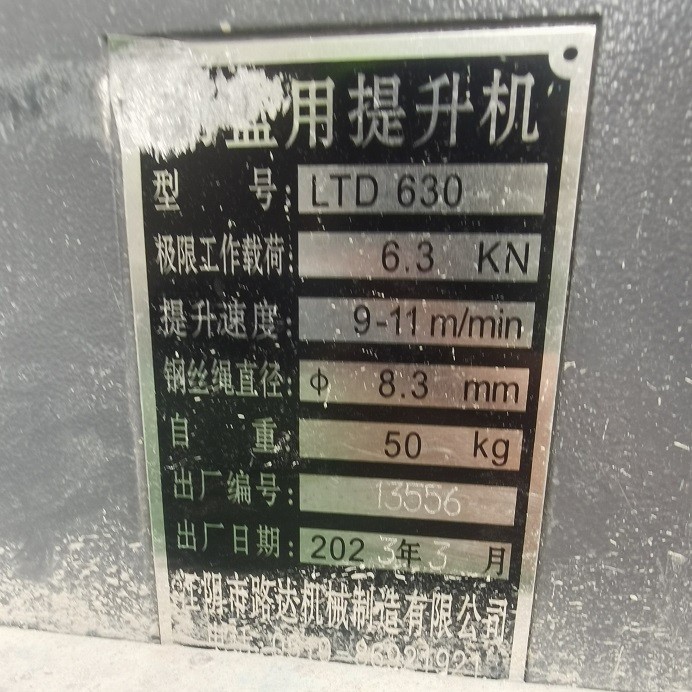 用提升机
型 号: LTD 630
极限工作载荷: 6.3 KN
提升速度: 9-11 m/min
钢丝绳直径: φ 8.3 mm
自 重: 50 kg
出厂编号: 13556
出厂日期: 2023年3月
江阴市路达机械制造有限公司